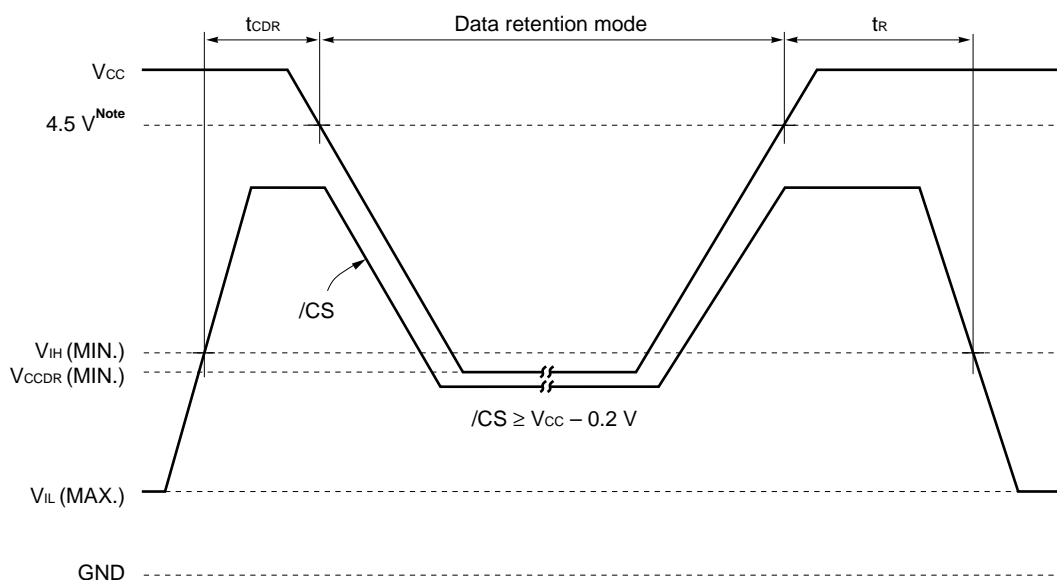 tCDR Data retention mode tR
VCC
4.5 V Note
/CS
VIH (MIN.)
VCCDR (MIN.)
/CS ≥ VCC – 0.2 V
VIL (MAX.)
GND